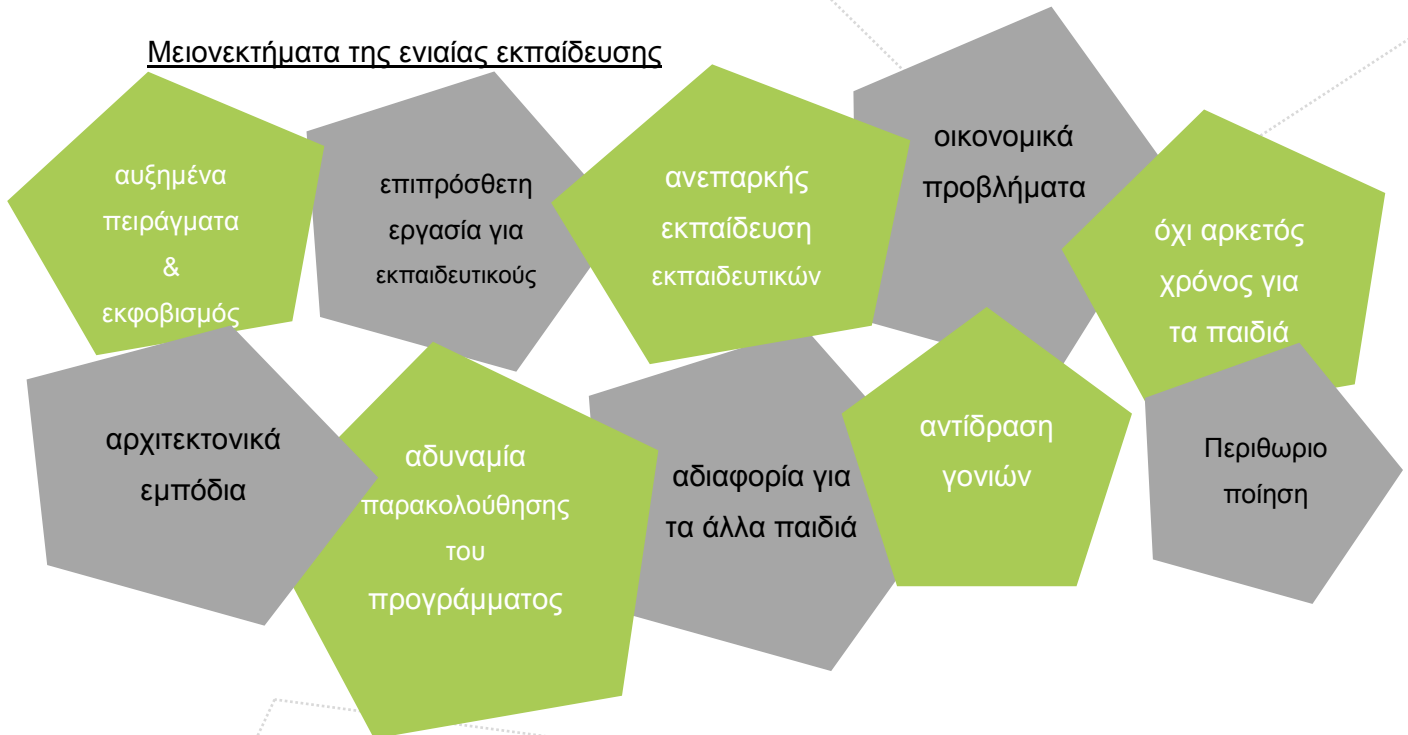 Μειονεκτήματα της ενιαίας εκπαίδευσης
αυξημένα
πειράγματα
&
εκφοβισμός
επιπρόσθετη
εργασία για
εκπαιδευτικούς
ανεπαρκής
εκπαίδευση
εκπαιδευτικών
οικονομικά
προβλήματα
όχι αρκετός
χρόνος για
τα παιδιά
αρχιτεκτονικά
εμπόδια
αδυναμία
παρακολούθησης
του
προγράμματος
αδιαφορία για
τα άλλα παιδιά
αντίδραση
γονιών
Περιθωριο
ποίηση